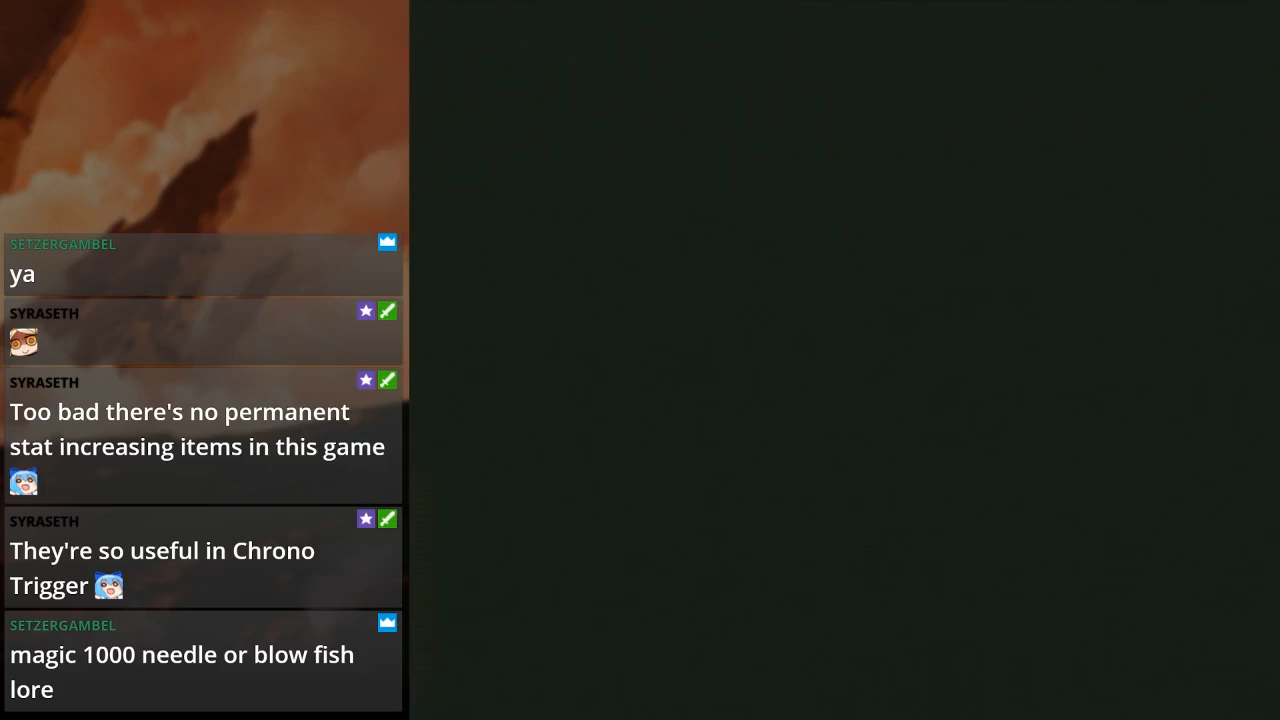 SETZERGAMBEL
ya
SYRASETH
SYRASETH
Too bad there's no permanent
stat increasing items in this game
SYRASETH
They're so useful in Chrono
Trigger
SETZERGAMBEL
magic 1000 needle or blow fish
lore